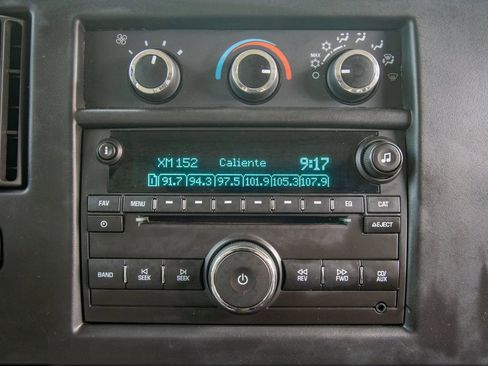 MAX
XM 152 Caliente 9:17
i
1 91.7 94.3 97.5 101.9 105.3 107.9
FAV MENU EQ CAT
EJECT
BAND SEEK SEEK REV FWD CD/AUX